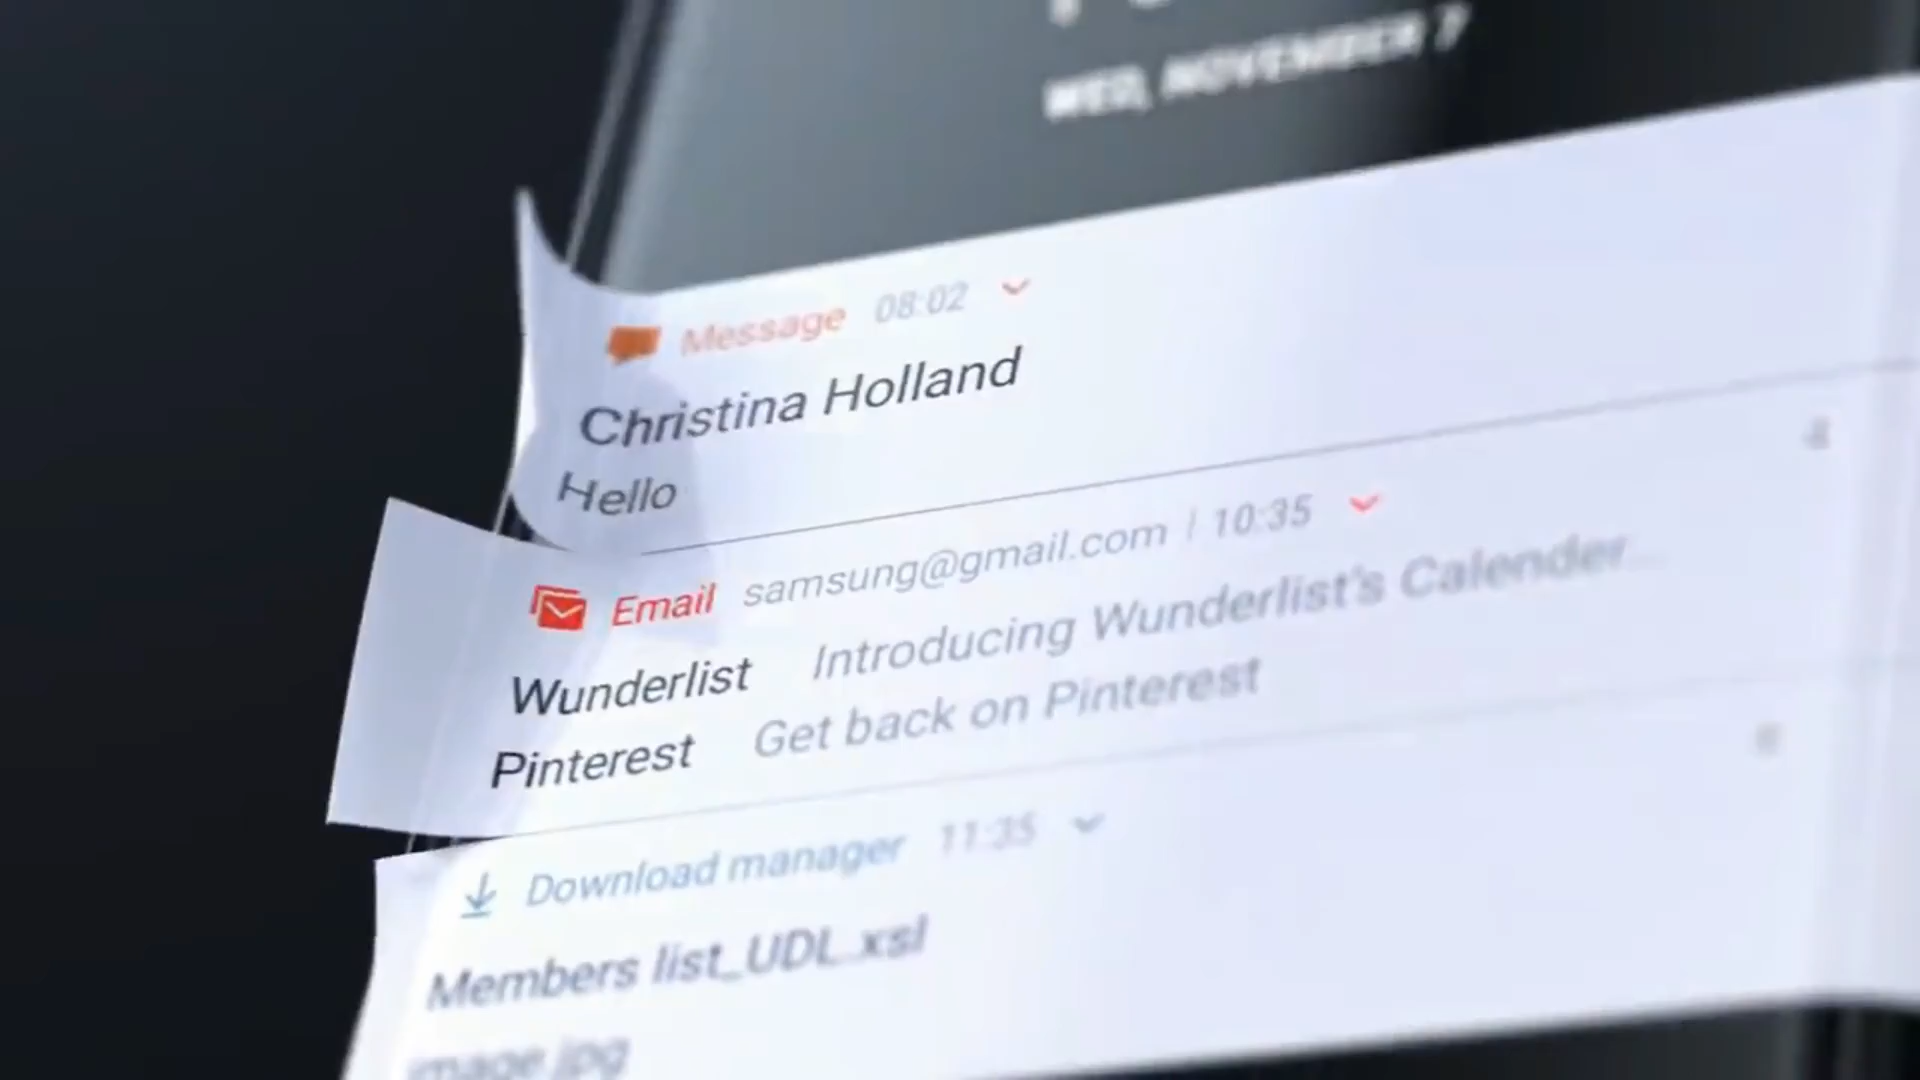 WED, NOVEMBER 7
Message 08:02
Christina Holland
Hello
Email samsung@gmail.com | 10:35
Wunderlist Introducing Wunderlist's Calender...
Pinterest Get back on Pinterest
Download manager 11:35
Members list_UDL.xsl
image.jpg